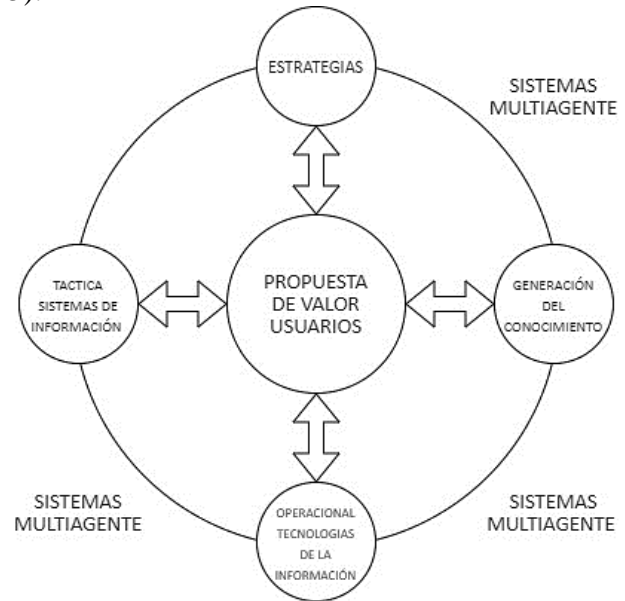 ESTRATEGIAS
SISTEMAS
MULTIAGENTE
TACTICA
SISTEMAS DE
INFORMACIÓN
PROPUESTA
DE VALOR
USUARIOS
GENERACIÓN
DEL
CONOCIMIENTO
SISTEMAS
MULTIAGENTE
OPERACIONAL
TECNOLOGIAS
DE LA
INFORMACIÓN
SISTEMAS
MULTIAGENTE